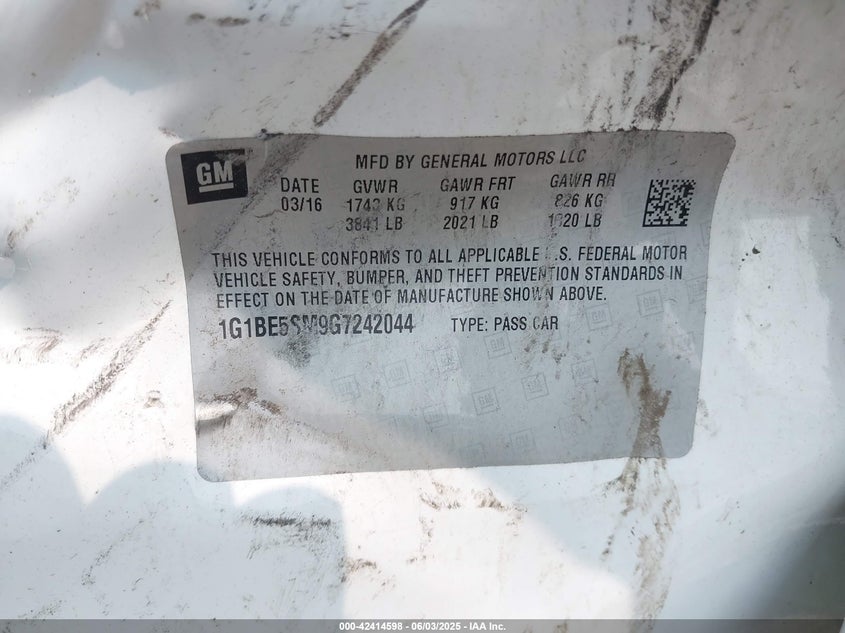 GM
MFD BY GENERAL MOTORS LLC
DATE GVWR GAWR FRT GAWR RR
03/16 1743 KG 917 KG 826 KG
3841 LB 2021 LB 1820 LB
THIS VEHICLE CONFORMS TO ALL APPLICABLE U.S. FEDERAL MOTOR
VEHICLE SAFETY, BUMPER, AND THEFT PREVENTION STANDARDS IN
EFFECT ON THE DATE OF MANUFACTURE SHOWN ABOVE.
1G1BE5SM9G7242044 TYPE: PASS CAR
000-42414598 - 06/03/2025 - IAA Inc.